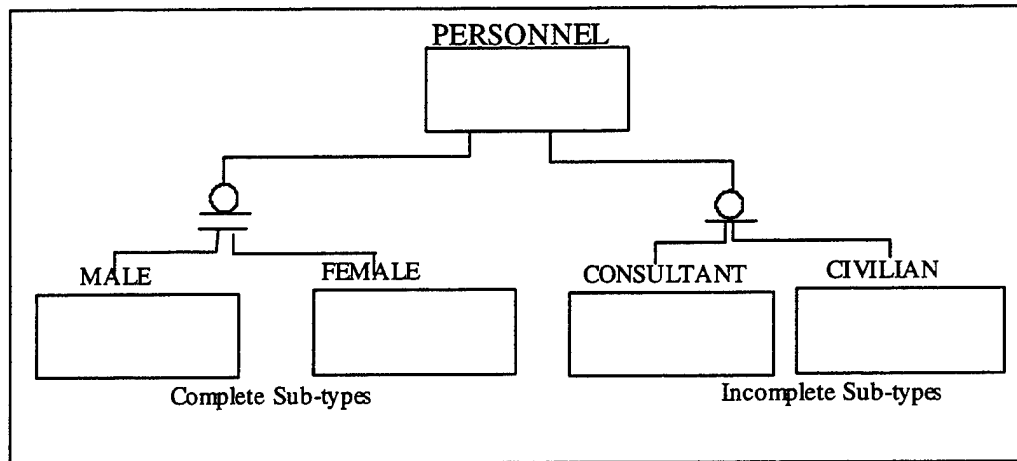 PERSONNEL
MALE
FEMALE
CONSULTANT
CIVILIAN
Complete Sub-types
Incomplete Sub-types